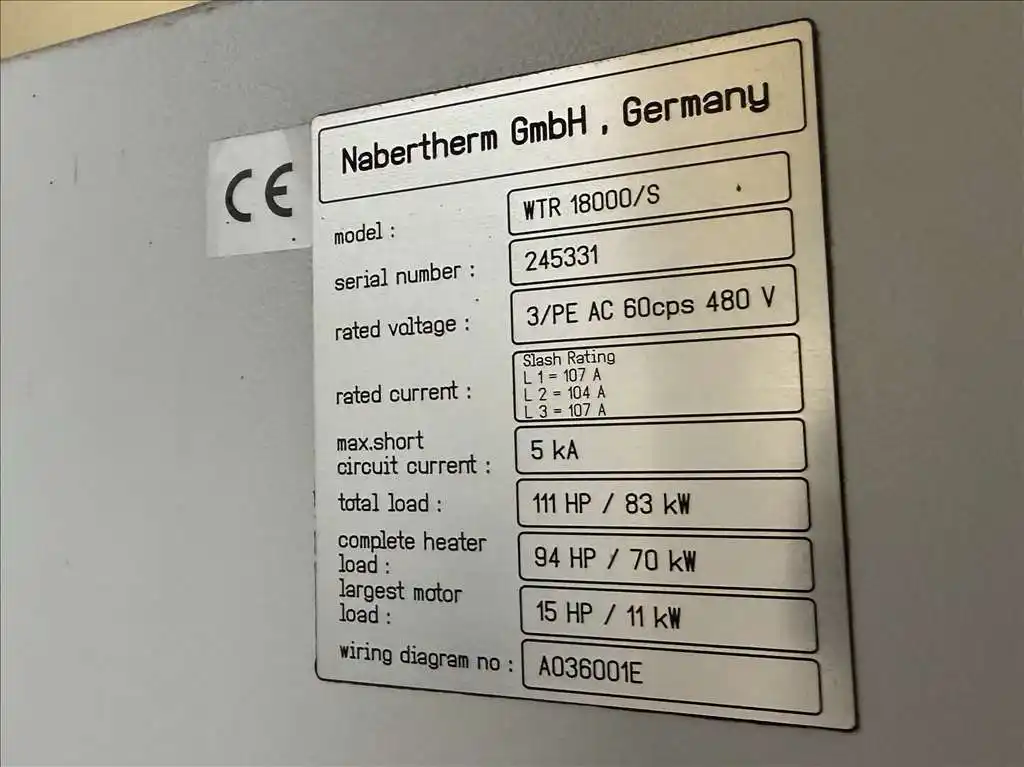 CE
Nabertherm GmbH , Germany
model : WTR 18000/S
serial number : 245331
rated voltage : 3/PE AC 60cps 480 V
rated current : Slash Rating
L 1 = 107 A
L 2 = 104 A
L 3 = 107 A
max.short
circuit current : 5 kA
total load : 111 HP / 83 kW
complete heater
load : 94 HP / 70 kW
largest motor
load : 15 HP / 11 kW
wiring diagram no : A036001E